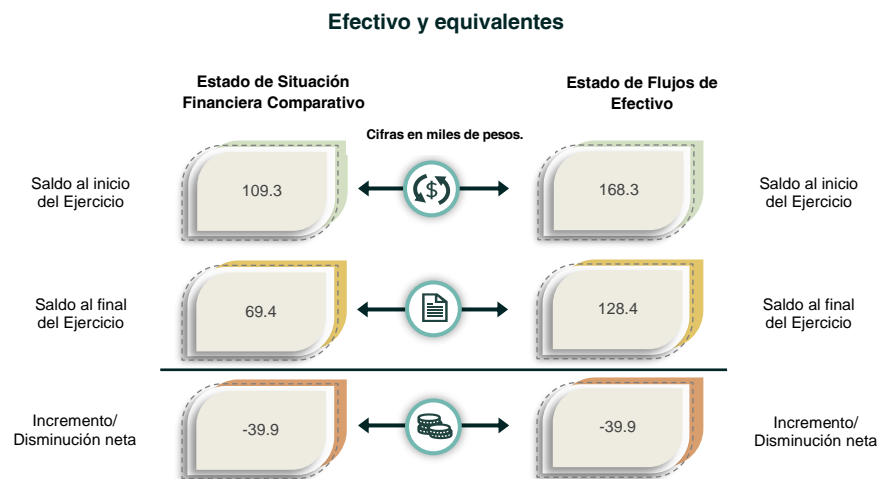 Efectivo y equivalentes
Estado de Situación
Financiera Comparativo
Estado de Flujos de
Efectivo
Cifras en miles de pesos.
Saldo al inicio
del Ejercicio
109.3
$
168.3
Saldo al inicio
del Ejercicio
Saldo al final
del Ejercicio
69.4
128.4
Saldo al final
del Ejercicio
Incremento/
Disminución neta
-39.9
-39.9
Incremento/
Disminución neta